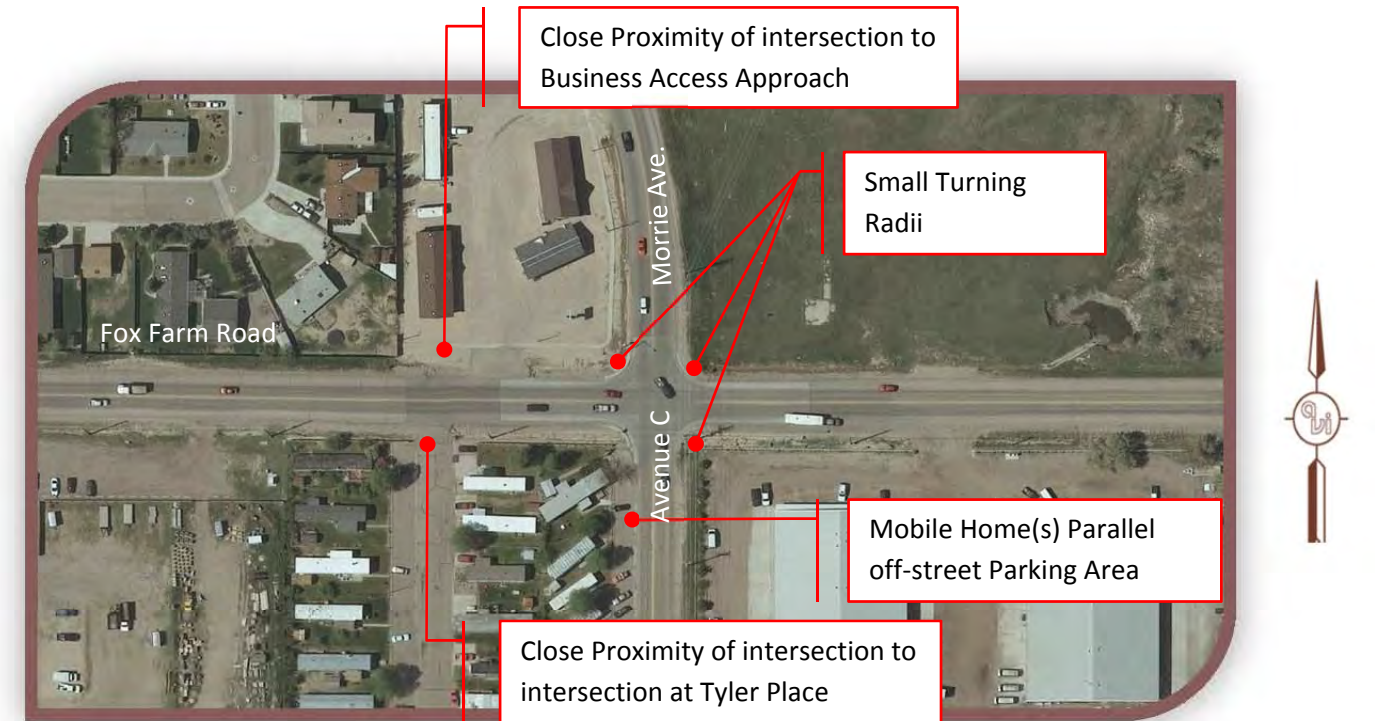 Close Proximity of intersection to
Business Access Approach
Morrie Ave.
Small Turning
Radii
Fox Farm Road
Avenue C
Mobile Home(s) Parallel
off-street Parking Area
Close Proximity of intersection to
intersection at Tyler Place